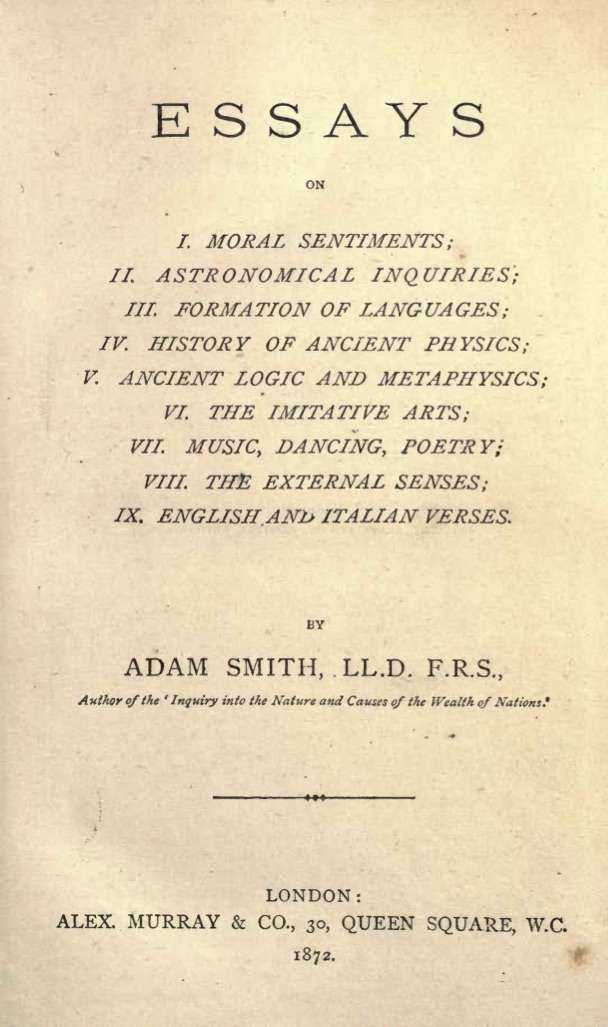 ESSAYS
ON
I. MORAL SENTIMENTS;
II. ASTRONOMICAL INQUIRIES;
III. FORMATION OF LANGUAGES;
IV. HISTORY OF ANCIENT PHYSICS;
V. ANCIENT LOGIC AND METAPHYSICS;
VI. THE IMITATIVE ARTS;
VII. MUSIC, DANCING, POETRY;
VIII. THE EXTERNAL SENSES;
IX. ENGLISH AND ITALIAN VERSES.
BY
ADAM SMITH, LL.D. F.R.S.,
Author of the ‘Inquiry into the Nature and Causes of the Wealth of Nations.’
LONDON:
ALEX. MURRAY & CO., 30, QUEEN SQUARE, W.C.
1872.